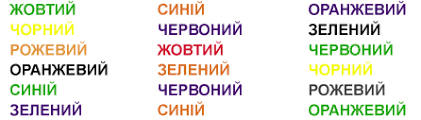 ЖОВТИЙ СИНІЙ ОРАНЖЕВИЙ
ЧОРНИЙ ЧЕРВОНИЙ ЗЕЛЕНИЙ
РОЖЕВИЙ ЖОВТИЙ ЧЕРВОНИЙ
ОРАНЖЕВИЙ ЗЕЛЕНИЙ ЧОРНИЙ
СИНІЙ ЧЕРВОНИЙ РОЖЕВИЙ
ЗЕЛЕНИЙ СИНІЙ ОРАНЖЕВИЙ